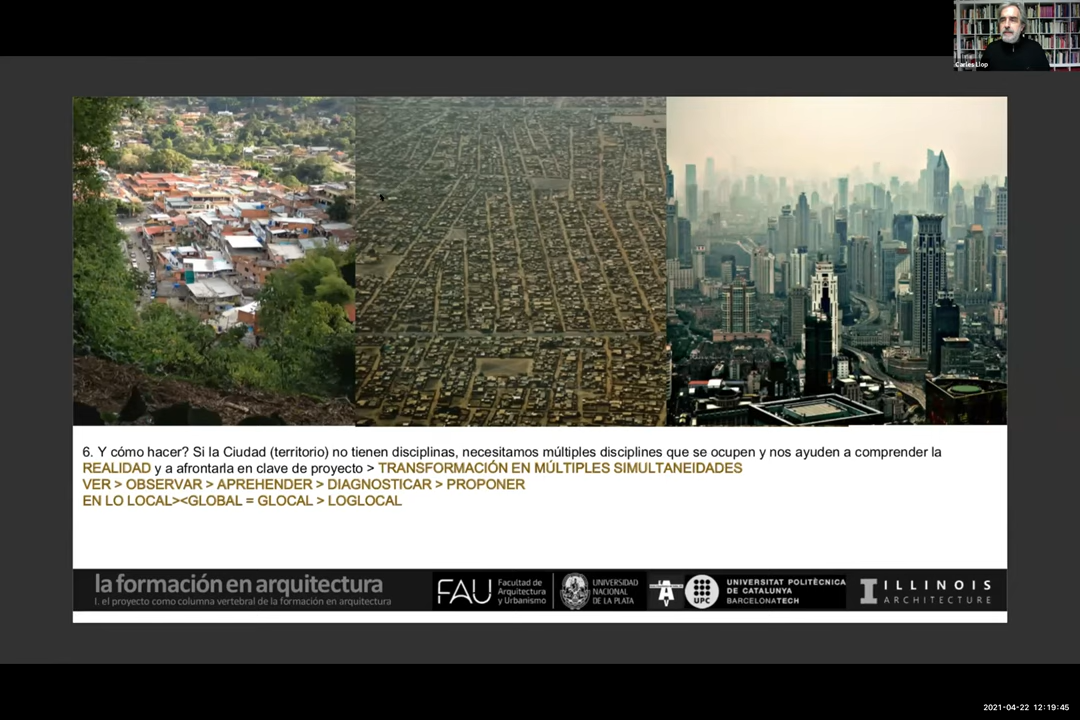 Carles Llop
6. Y cómo hacer? Si la Ciudad (territorio) no tienen disciplinas, necesitamos múltiples disciplines que se ocupen y nos ayuden a comprender la
REALIDAD y a afrontarla en clave de proyecto > TRANSFORMACIÓN EN MÚLTIPLES SIMULTANEIDADES
VER > OBSERVAR > APREHENDER > DIAGNOSTICAR > PROPONER
EN LO LOCAL><GLOBAL = GLOCAL > LOGLOCAL
la formación en arquitectura
I. el proyecto como columna vertebral de la formación en arquitectura
FAU
Facultad de
Arquitectura
y Urbanismo
UNIVERSIDAD
NACIONAL
DE LA PLATA
UPC
UNIVERSITAT POLITÈCNICA
DE CATALUNYA
BARCELONATECH
ILLINOIS
ARCHITECTURE
2021-04-22 12:19:45